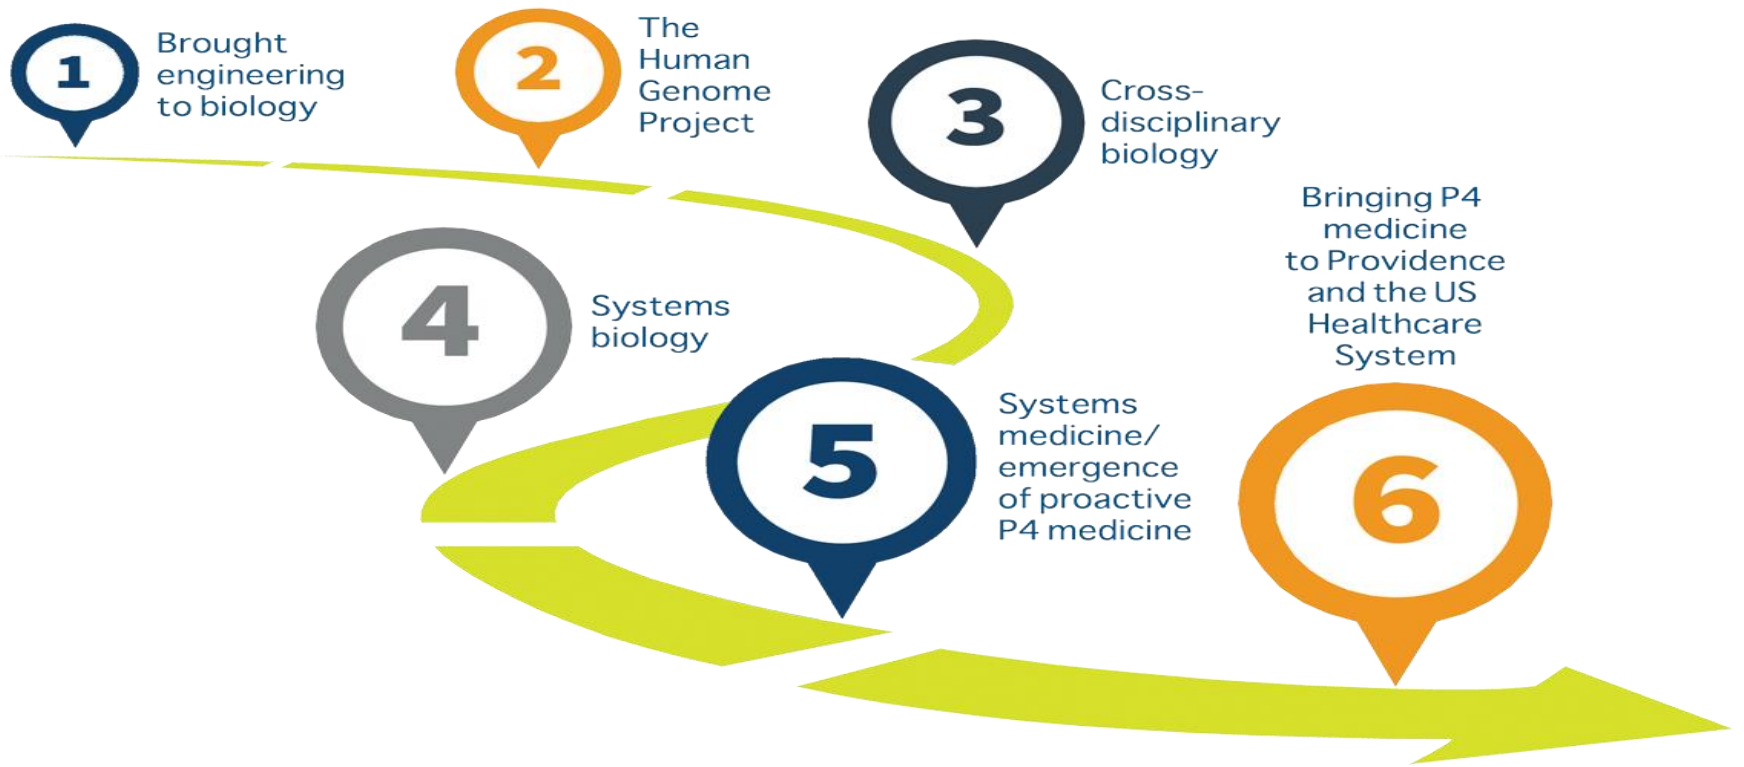 1
Brought
engineering
to biology
2
The
Human
Genome
Project
3
Cross-
disciplinary
biology
4
Systems
biology
5
Systems
medicine/
emergence
of proactive
P4 medicine
Bringing P4
medicine
to Providence
and the US
Healthcare
System
6